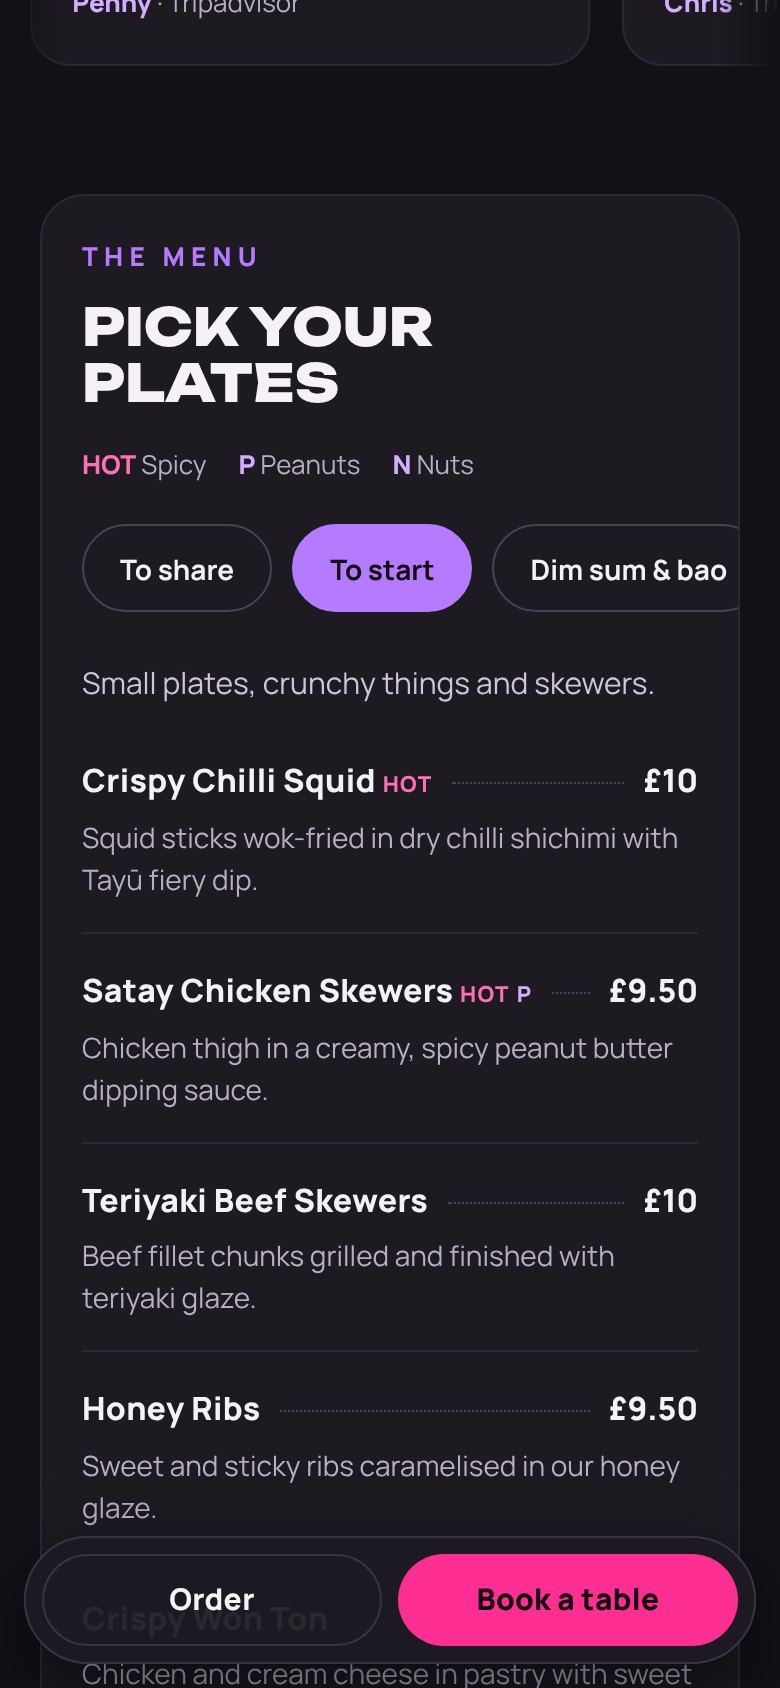 Penny · Tripadvisor
Chris
THE MENU
PICK YOUR
PLATES
HOT Spicy P Peanuts N Nuts
To share
To start
Dim sum & bao
Small plates, crunchy things and skewers.
Crispy Chilli Squid HOT £10
Squid sticks wok-fried in dry chilli shichimi with
Tayū fiery dip.
Satay Chicken Skewers HOT P £9.50
Chicken thigh in a creamy, spicy peanut butter
dipping sauce.
Teriyaki Beef Skewers £10
Beef fillet chunks grilled and finished with
teriyaki glaze.
Honey Ribs £9.50
Sweet and sticky ribs caramelised in our honey
glaze.
Order
Book a table
Crispy Won Ton
Chicken and cream cheese in pastry with sweet